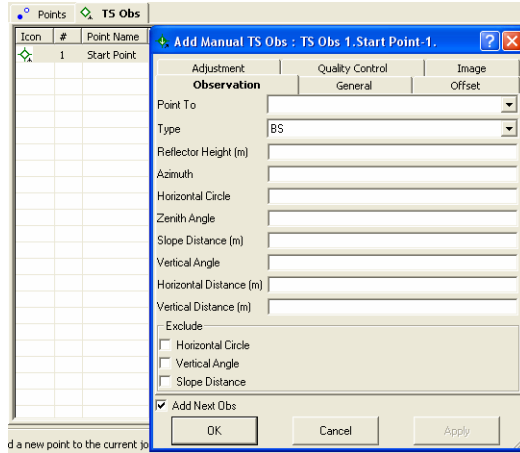 Points TS Obs
Icon # Point Name
1 Start Point
Add Manual TS Obs : TS Obs 1.Start Point-1.
Adjustment Quality Control Image
Observation General Offset
Point To
Type BS
Reflector Height (m)
Azimuth
Horizontal Circle
Zenith Angle
Slope Distance (m)
Vertical Angle
Horizontal Distance (m)
Vertical Distance (m)
Exclude
Horizontal Circle
Vertical Angle
Slope Distance
Add Next Obs
OK Cancel Apply
d a new point to the current jo